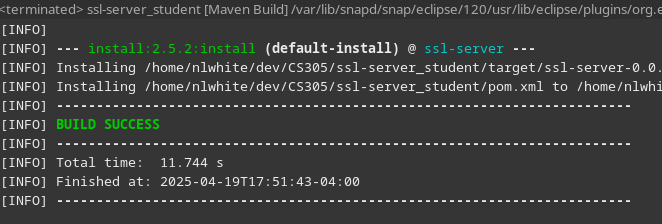 <terminated> ssl-server_student [Maven Build] /var/lib/snapd/snap/eclipse/120/usr/lib/eclipse/plugins/org.e
[INFO]
[INFO] --- install:2.5.2:install (default-install) @ ssl-server ---
[INFO] Installing /home/nlwhite/dev/CS305/ssl-server_student/target/ssl-server-0.0.
[INFO] Installing /home/nlwhite/dev/CS305/ssl-server_student/pom.xml to /home/nlwhi
[INFO] ------------------------------------------------------------------------
[INFO] BUILD SUCCESS
[INFO] ------------------------------------------------------------------------
[INFO] Total time:  11.744 s
[INFO] Finished at: 2025-04-19T17:51:43-04:00
[INFO] ------------------------------------------------------------------------